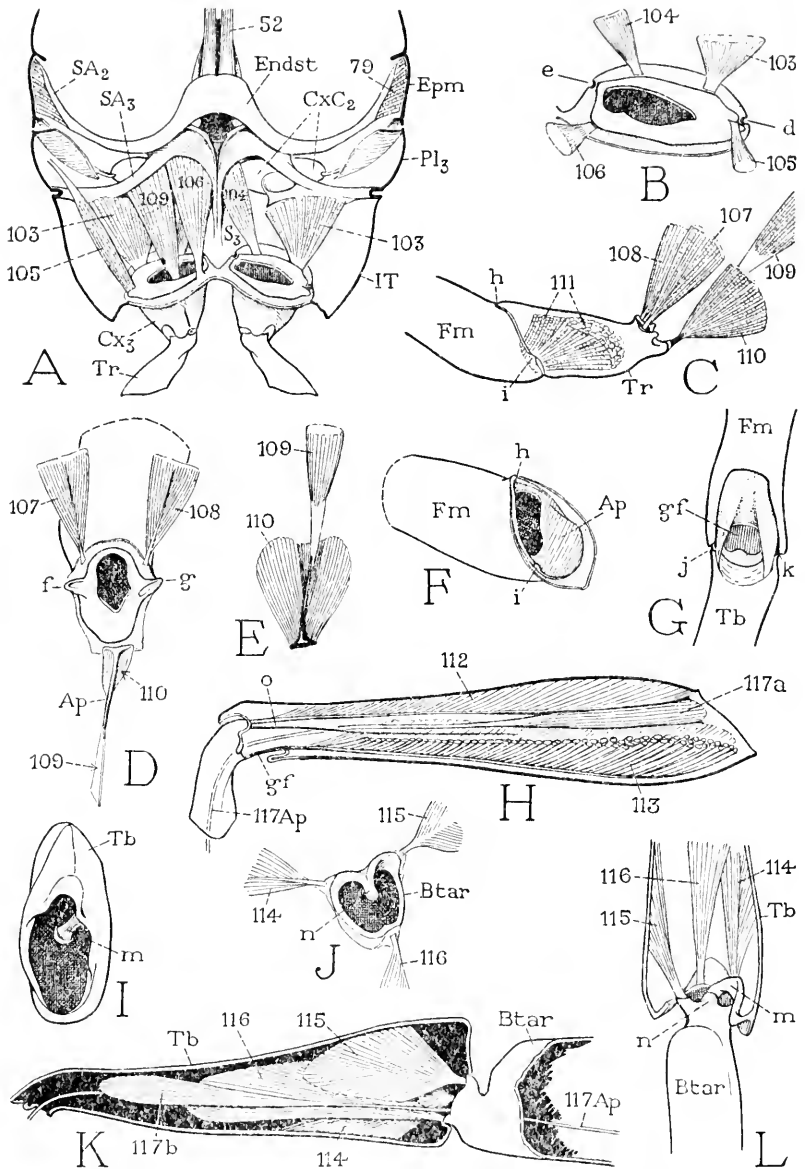 52
SA2
Endst
79
SA3
CxC2
Epm
Pl3
106
109
104
103
S3
103
105
IT
Cx3
Tr
A
104
103
e
d
106
105
B
107
108
109
h
111
Fm
i
Tr
C
110
107
108
f
g
Ap
110
109
D
109
110
E
h
Fm
Ap
i
F
Fm
gf
j
k
Tb
G
112
117a
o
gf
113
117Ap
H
Tb
m
I
115
114
Btar
n
J
116
116
114
115
Tb
m
n
Btar
L
Tb
116
115
Btar
117Ap
117b
114
K